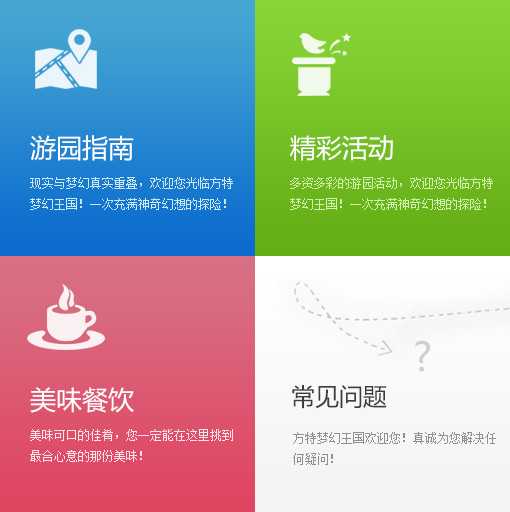 游园指南
现实与梦幻真实重叠，欢迎您光临方特
梦幻王国！一次充满神奇幻想的探险！
精彩活动
多资多彩的游园活动，欢迎您光临方特
梦幻王国！一次充满神奇幻想的探险！
美味餐饮
美味可口的佳肴，您一定能在这里挑到
最合心意的那份美味！
?
常见问题
方特梦幻王国欢迎您！真诚为您解决任
何疑问！